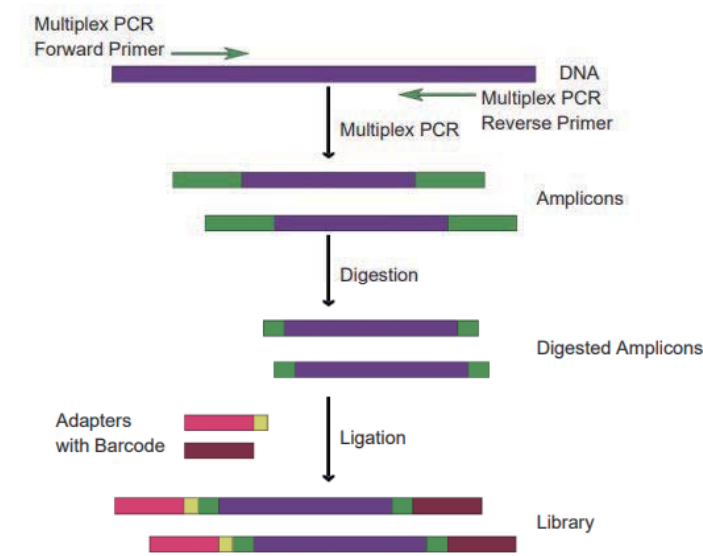 Multiplex PCR
Forward Primer
DNA
Multiplex PCR
Reverse Primer
Multiplex PCR
Amplicons
Digestion
Digested Amplicons
Adapters
with Barcode
Ligation
Library